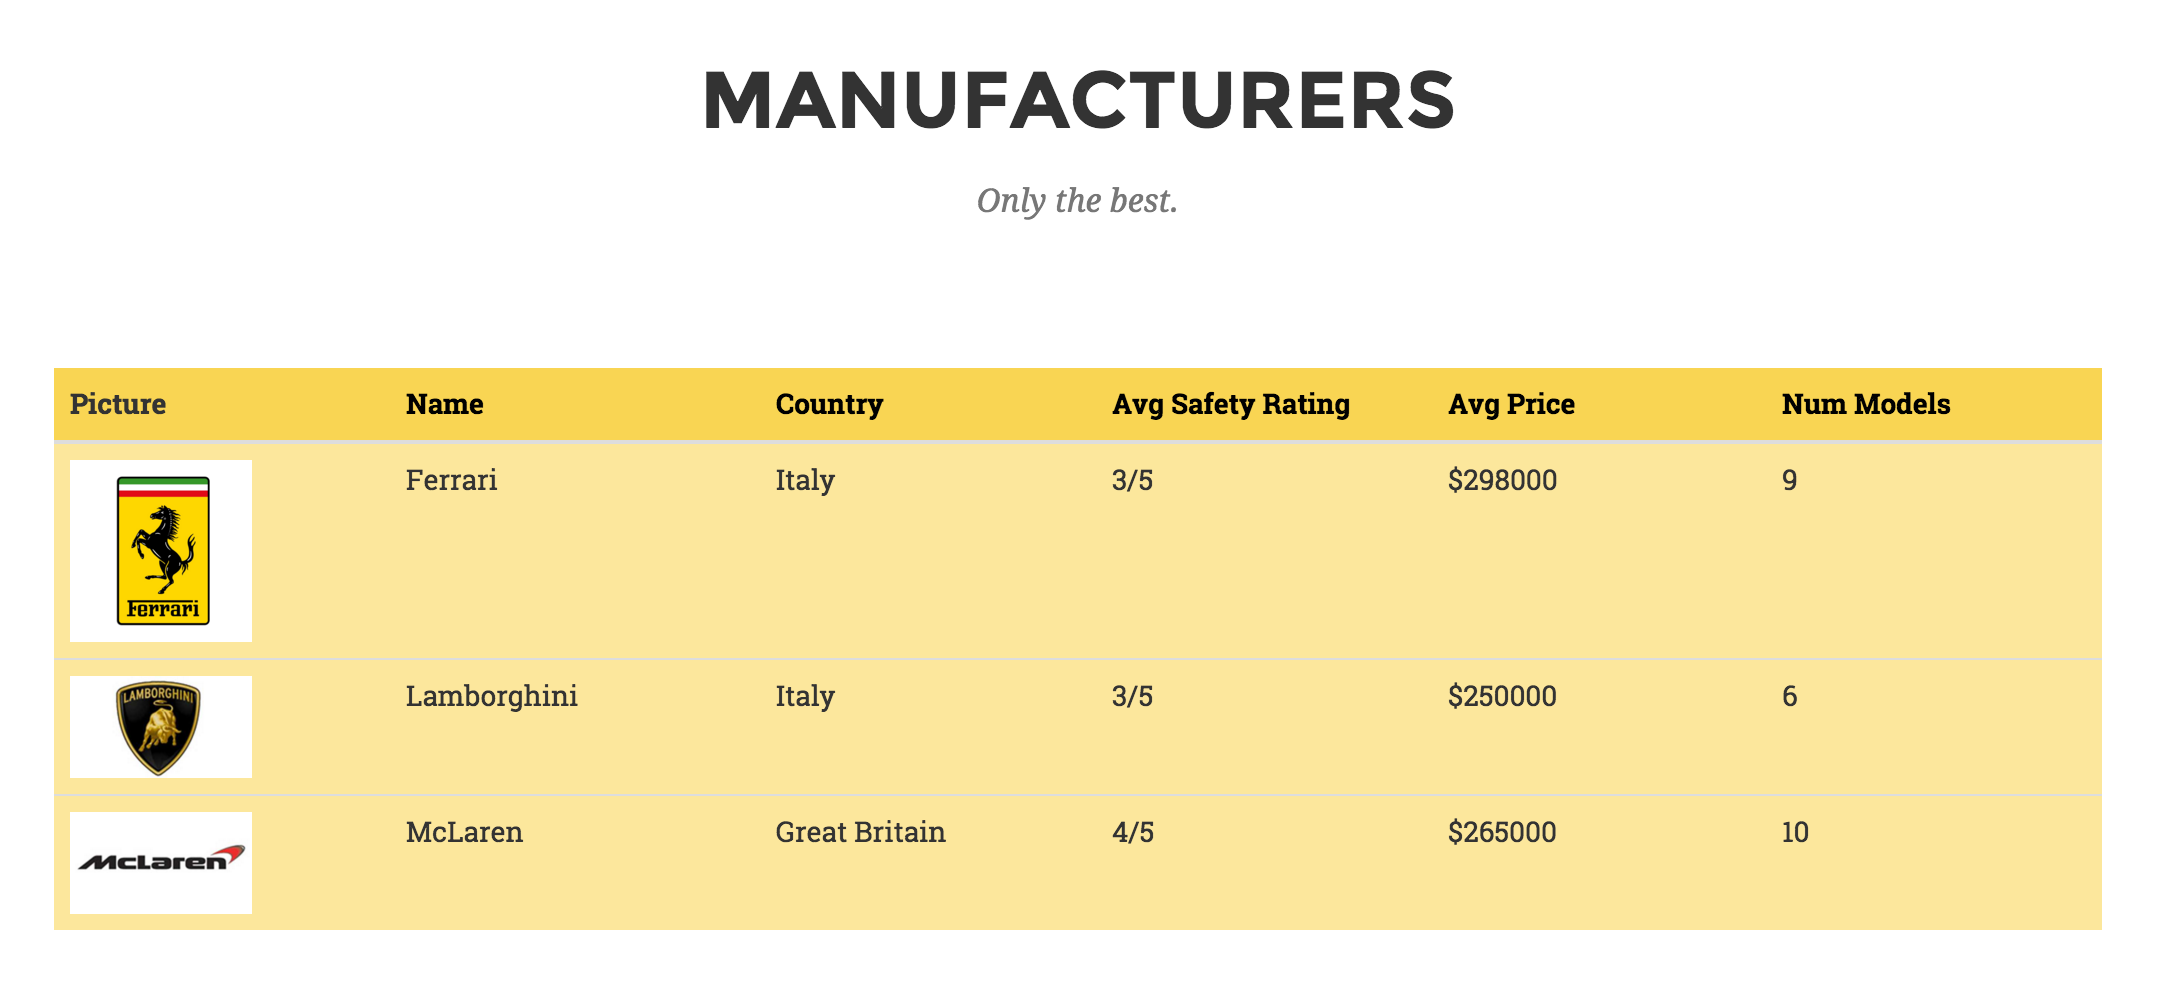 MANUFACTURERS
Only the best.
Picture Name Country Avg Safety Rating Avg Price Num Models
Ferrari Italy 3/5 $298000 9
Ferrari
LAMBORGHINI
Lamborghini Italy 3/5 $250000 6
McLaren Great Britain 4/5 $265000 10
McLaren